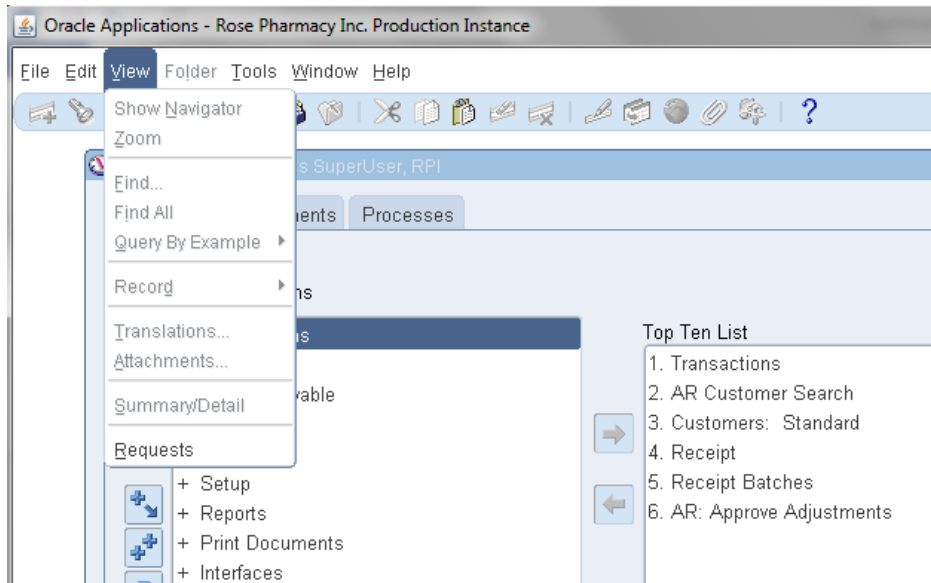 Oracle Applications - Rose Pharmacy Inc. Production Instance
File Edit View Folder Tools Window Help
Show Navigator
Zoom
Find...
Find All
Query By Example
Record
Translations...
Attachments...
Summary/Detail
Requests
s SuperUser, RPI
ents Processes
ns
ns
vable
+ Setup
+ Reports
+ Print Documents
+ Interfaces
Top Ten List
1. Transactions
2. AR Customer Search
3. Customers: Standard
4. Receipt
5. Receipt Batches
6. AR: Approve Adjustments